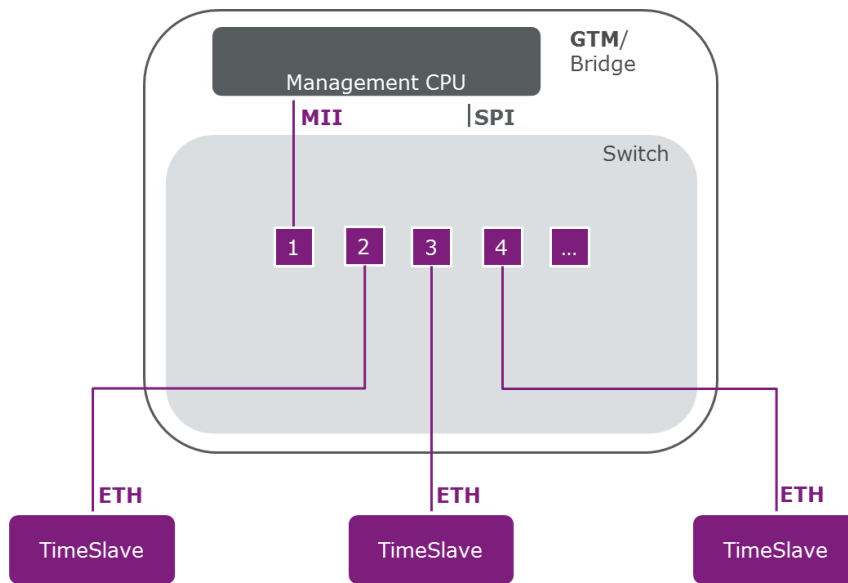 GTM/
Bridge
Management CPU
MII
SPI
Switch
1 2 3 4 ...
ETH ETH ETH
TimeSlave TimeSlave TimeSlave